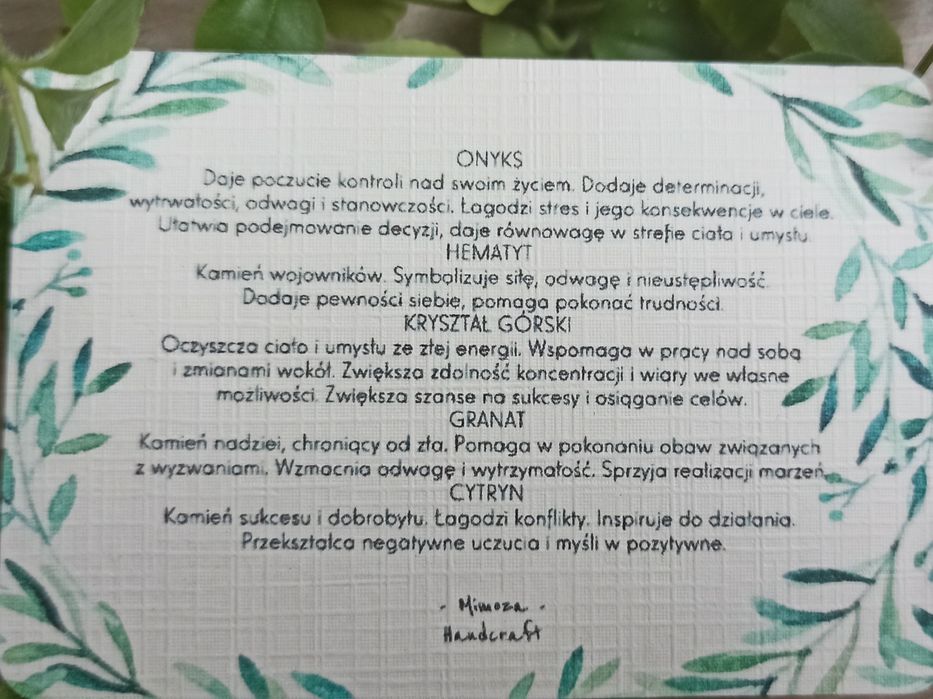 ONYKS
Daje poczucie kontroli nad swoim życiem. Dodaje determinacji,
wytrwałości, odwagi i stanowczości. Łagodzi stres i jego konsekwencje w ciele.
Ułatwia podejmowanie decyzji, daje równowagę w strefie ciała i umysłu.
HEMATYT
Kamień wojowników. Symbolizuje siłę, odwagę i nieustępliwość.
Dodaje pewności siebie, pomaga pokonać trudności.
KRYSZTAŁ GÓRSKI
Oczyszcza ciało i umysłu ze złej energii. Wspomaga w pracy nad sobą
i zmianami wokół. Zwiększa zdolność koncentracji i wiary we własne
możliwości. Zwiększa szanse na sukcesy i osiąganie celów.
GRANAT
Kamień nadziei, chroniący od zła. Pomaga w pokonaniu obaw związanych
z wyzwaniami. Wzmacnia odwagę i wytrzymałość. Sprzyja realizacji marzeń.
CYTRYN
Kamień sukcesu i dobrobytu. Łagodzi konflikty. Inspiruje do działania.
Przekształca negatywne uczucia i myśli w pozytywne.
- Mimoza -
Handcraft